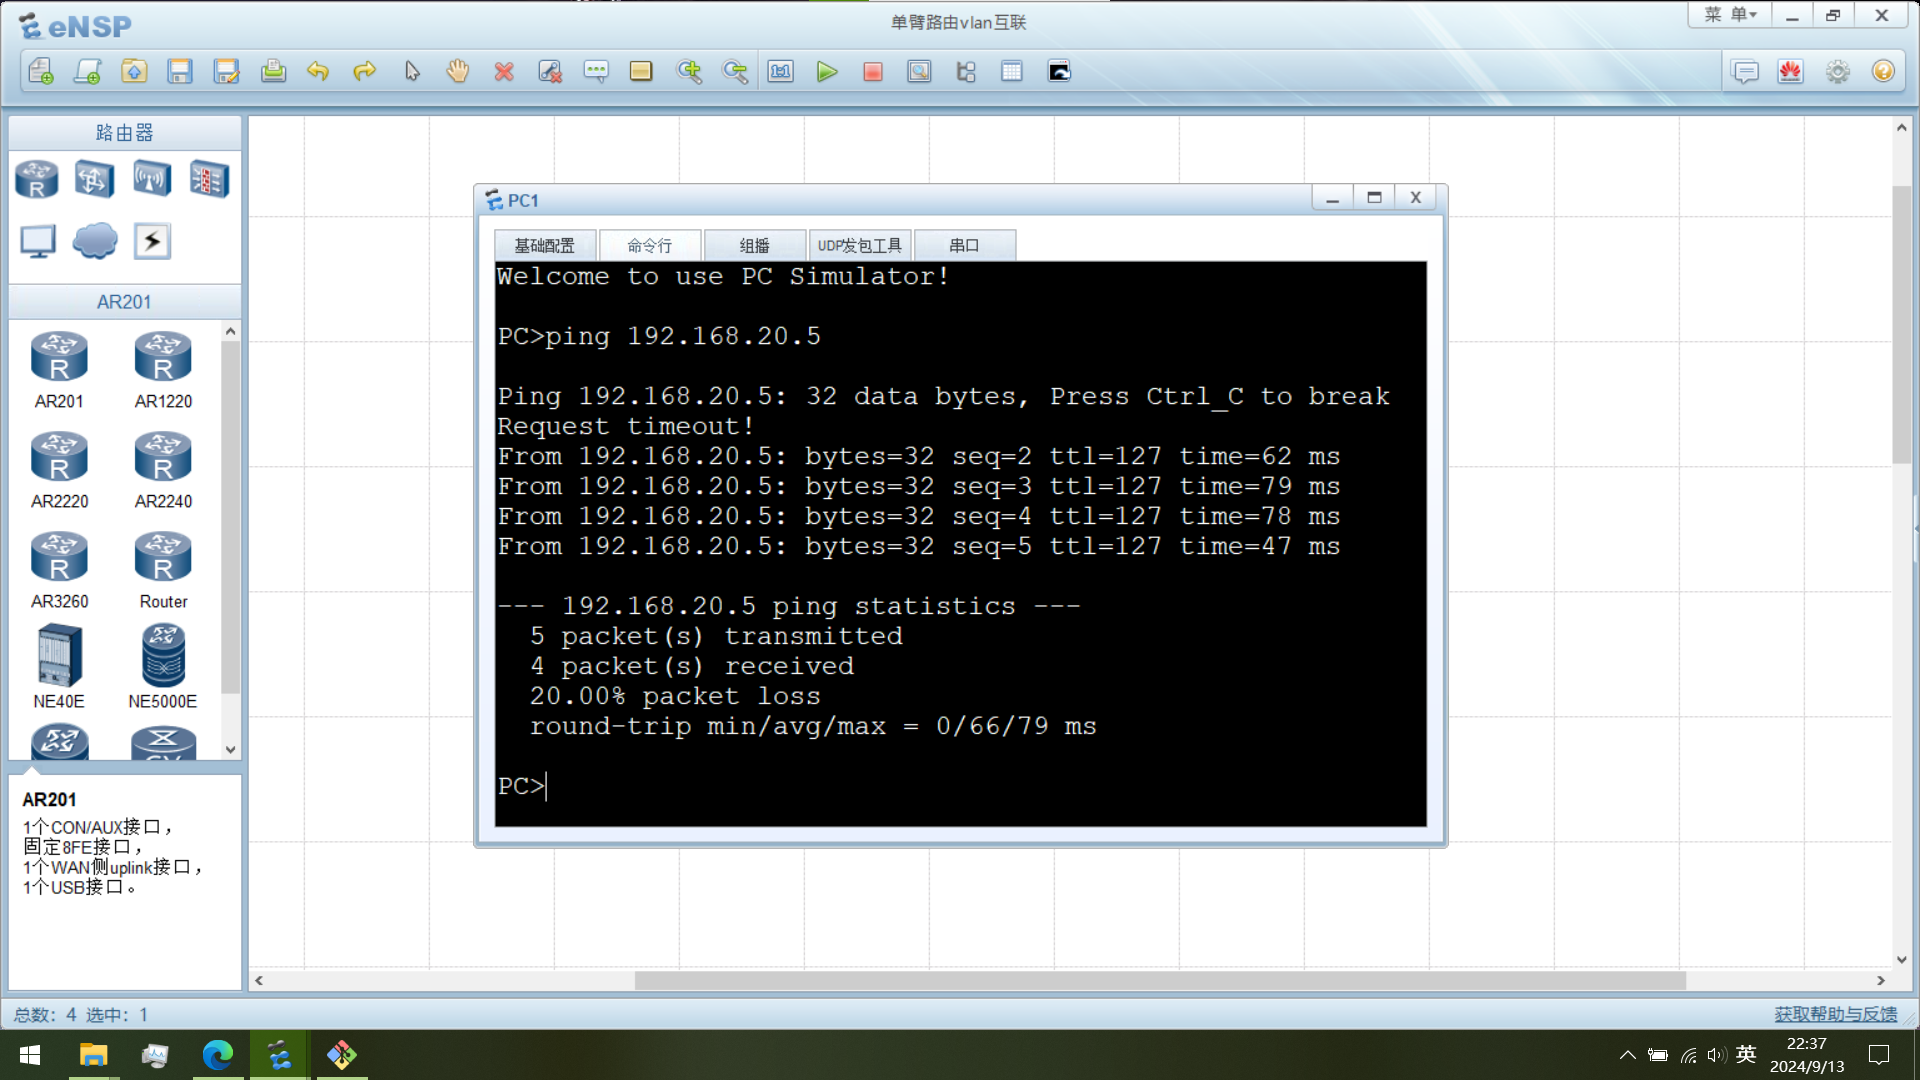 eNSP
单臂路由vlan互联
菜 单
路由器
AR201
AR201
AR1220
AR2220
AR2240
AR3260
Router
NE40E
NE5000E
AR201
1个CON/AUX接口，
固定8FE接口，
1个WAN侧uplink接口，
1个USB接口。
PC1
基础配置
命令行
组播
UDP发包工具
串口
Welcome to use PC Simulator!
PC>ping 192.168.20.5
Ping 192.168.20.5: 32 data bytes, Press Ctrl_C to break
Request timeout!
From 192.168.20.5: bytes=32 seq=2 ttl=127 time=62 ms
From 192.168.20.5: bytes=32 seq=3 ttl=127 time=79 ms
From 192.168.20.5: bytes=32 seq=4 ttl=127 time=78 ms
From 192.168.20.5: bytes=32 seq=5 ttl=127 time=47 ms
--- 192.168.20.5 ping statistics ---
5 packet(s) transmitted
4 packet(s) received
20.00% packet loss
round-trip min/avg/max = 0/66/79 ms
PC>
总数: 4 选中: 1
获取帮助与反馈
英
22:37
2024/9/13